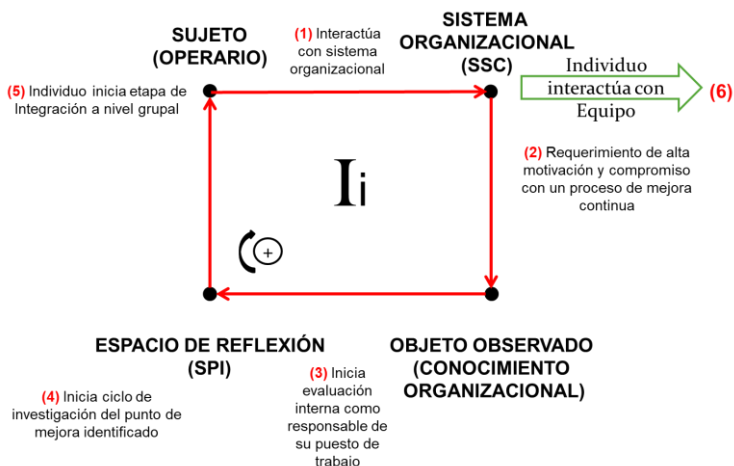 SUJETO
(OPERARIO)
(1) Interactúa
con sistema
organizacional
SISTEMA
ORGANIZACIONAL
(SSC)
Individuo
interactúa con
Equipo
(6)
(5) Individuo inicia etapa de
Integración a nivel grupal
(2) Requerimiento de alta
motivación y compromiso
con un proceso de mejora
continua
Ii
+
ESPACIO DE REFLEXIÓN
(SPI)
OBJETO OBSERVADO
(CONOCIMIENTO
ORGANIZACIONAL)
(3) Inicia
evaluación
interna como
responsable de
su puesto de
trabajo
(4) Inicia ciclo de
investigación del punto de
mejora identificado